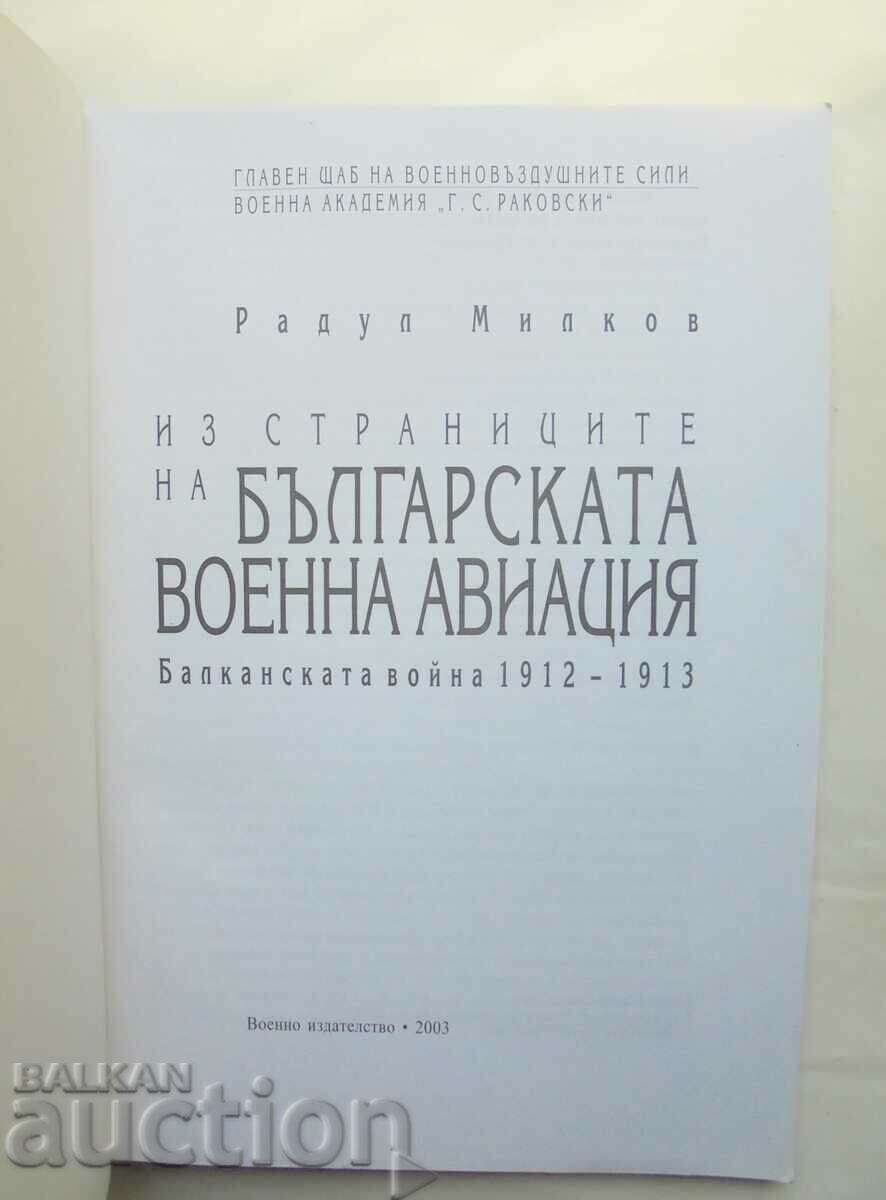 ГЛАВЕН ЩАБ НА ВОЕННОВЪЗДУШНИТЕ СИЛИ
ВОЕННА АКАДЕМИЯ „Г. С. РАКОВСКИ“
Радул Милков
ИЗ СТРАНИЦИТЕ
НА БЪЛГАРСКАТА
ВОЕННА АВИАЦИЯ
Балканската война 1912 – 1913
Военно издателство • 2003
BALKAN
auction